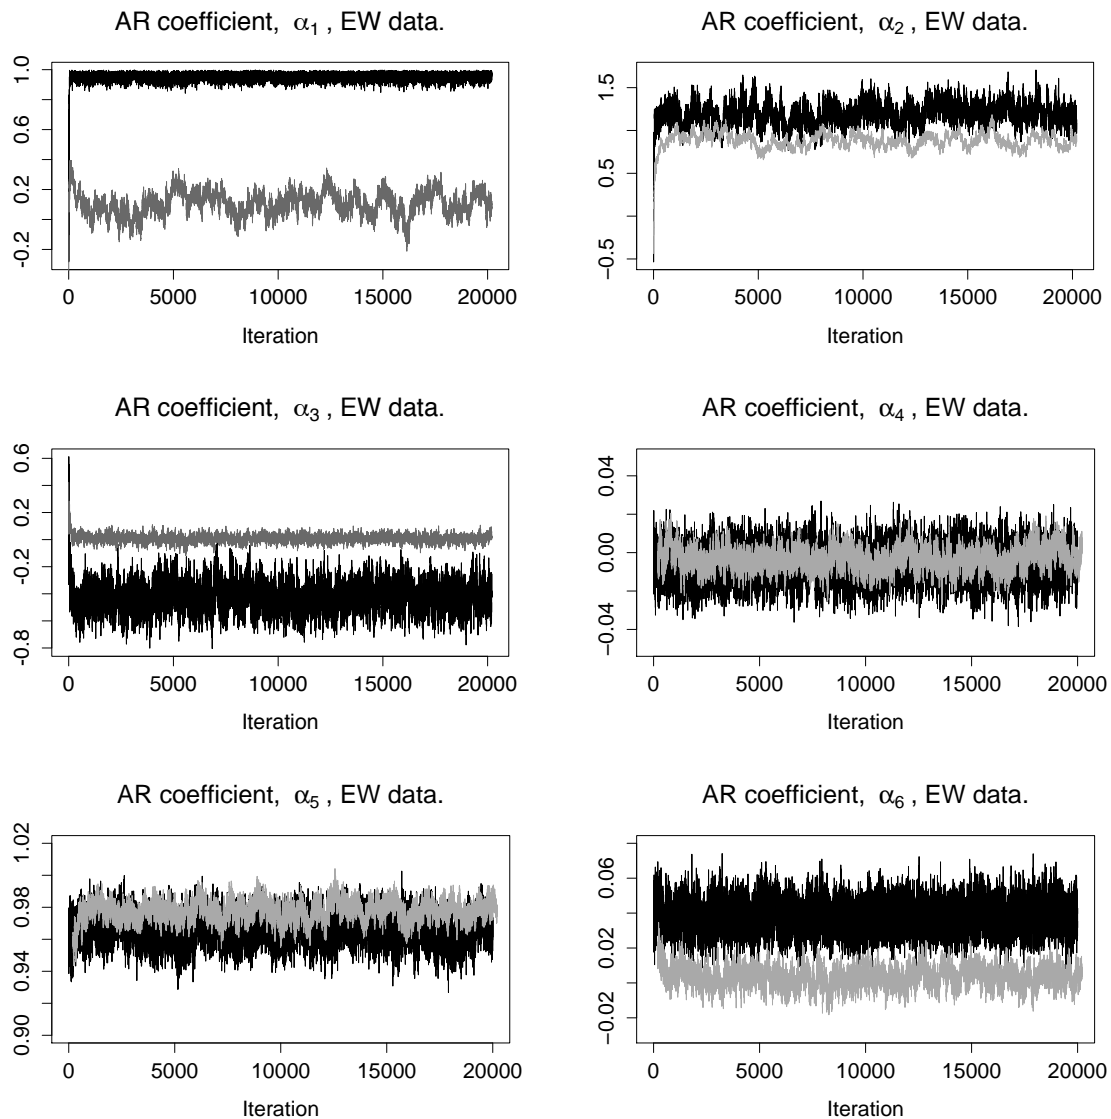 AR coefficient, α1 , EW data.
1.0
0.6
0.2
−0.2
0 5000 10000 15000 20000
Iteration
AR coefficient, α2 , EW data.
1.5
0.5
−0.5
0 5000 10000 15000 20000
Iteration
AR coefficient, α3 , EW data.
0.6
0.2
−0.2
−0.8
0 5000 10000 15000 20000
Iteration
AR coefficient, α4 , EW data.
0.04
0.00
−0.04
0 5000 10000 15000 20000
Iteration
AR coefficient, α5 , EW data.
1.02
0.98
0.94
0.90
0 5000 10000 15000 20000
Iteration
AR coefficient, α6 , EW data.
0.06
0.02
−0.02
0 5000 10000 15000 20000
Iteration